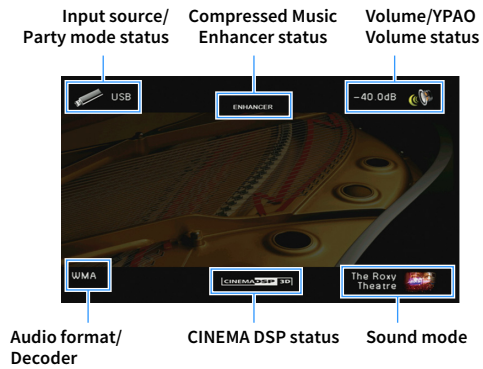 Input source/
Party mode status
Compressed Music
Enhancer status
Volume/YPAO
Volume status
USB
ENHANCER
-40.0dB
WMA
CINEMA DSP 3D
The Roxy
Theatre
Audio format/
Decoder
CINEMA DSP status
Sound mode